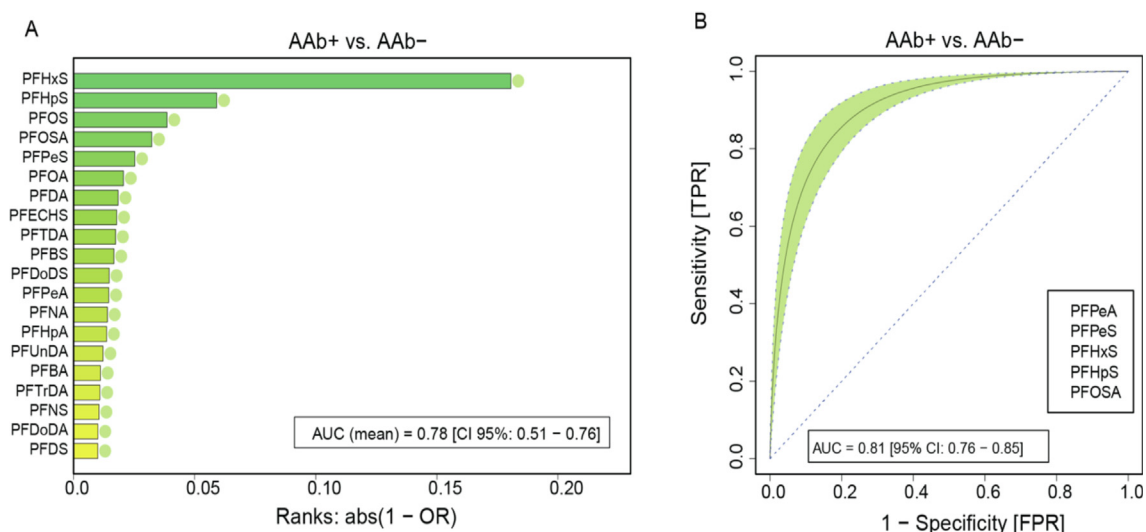 A
AAb+ vs. AAb−
PFHxS
PFHpS
PFOS
PFOSA
PFPeS
PFOA
PFDA
PFECHS
PFTDA
PFBS
PFDoDS
PFPeA
PFNA
PFHpA
PFUnDA
PFBA
PFTrDA
PFNS
PFDoDA
PFDS
AUC (mean) = 0.78 [CI 95%: 0.51 − 0.76]
0.0
0.05
0.10
0.15
0.20
Ranks: abs(1 − OR)
B
AAb+ vs. AAb−
Sensitivity [TPR]
1.0
0.8
0.6
0.4
0.2
0.0
PFPeA
PFPeS
PFHxS
PFHpS
PFOSA
AUC = 0.81 [95% CI: 0.76 − 0.85]
0.0
0.2
0.4
0.6
0.8
1.0
1 − Specificity [FPR]